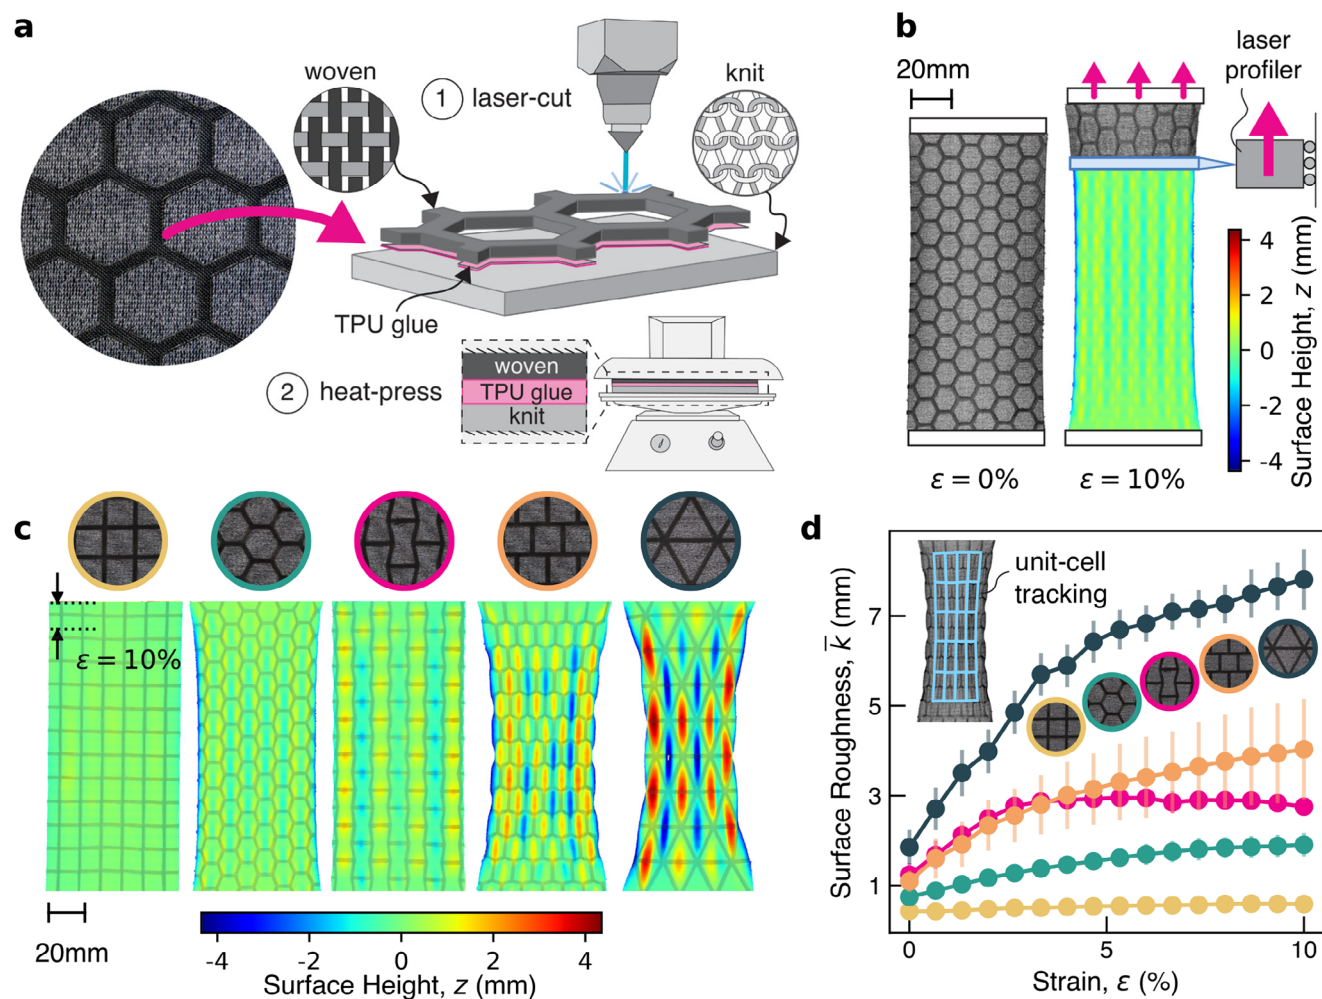 a
woven
1
laser-cut
knit
TPU glue
2
heat-press
woven
TPU glue
knit
b
20mm
laser
profiler
4
2
0
-2
-4
Surface Height, z (mm)
ε = 0%
ε = 10%
c
ε = 10%
20mm
-4
-2
0
2
4
Surface Height, z (mm)
d
unit-cell
tracking
7
5
3
1
Surface Roughness, k̅ (mm)
0
5
10
Strain, ε (%)